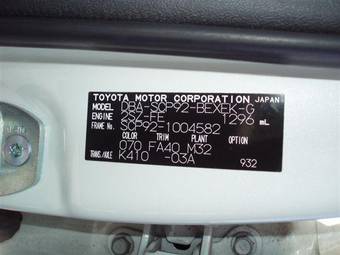 TOYOTA MOTOR CORPORATION JAPAN
MODEL DBA-SCP92-BEXEK-G
ENGINE 2SZ-FE 1296 mL
FRAME No. SCP92-1004582
COLOR TRIM PLANT OPTION
070 FA40 M32
TRANS./AXLE K410 -03A
932